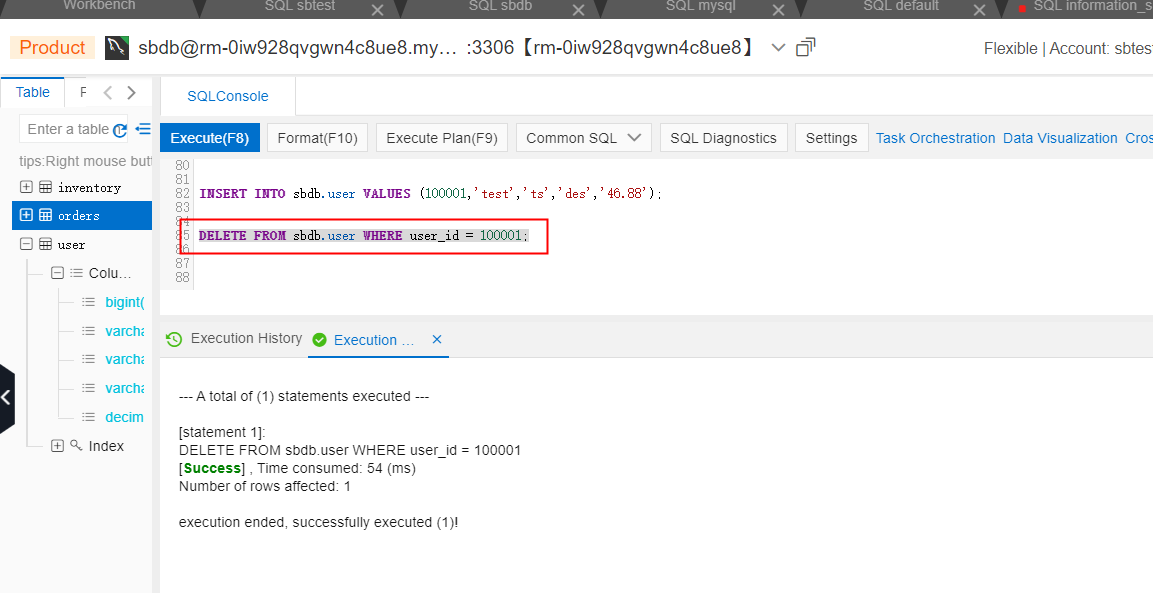 Workbench SQL sbtest SQL sbdb SQL mysql SQL default SQL information_s
Product sbdb@rm-0iw928qvgwn4c8ue8.my... :3306【rm-0iw928qvgwn4c8ue8】 Flexible | Account: sbtest
Table
SQLConsole
Enter a table
Execute(F8) Format(F10) Execute Plan(F9) Common SQL SQL Diagnostics Settings Task Orchestration Data Visualization Cros
tips:Right mouse butt
inventory
orders
user
Colu...
bigint(
varcha
varcha
varcha
decim
Index
80
81
82 INSERT INTO sbdb.user VALUES (100001,'test','ts','des','46.88');
83
84
85 DELETE FROM sbdb.user WHERE user_id = 100001;
86
87
88
Execution History Execution ...
--- A total of (1) statements executed ---
[statement 1]:
DELETE FROM sbdb.user WHERE user_id = 100001
[Success] , Time consumed: 54 (ms)
Number of rows affected: 1
execution ended, successfully executed (1)!